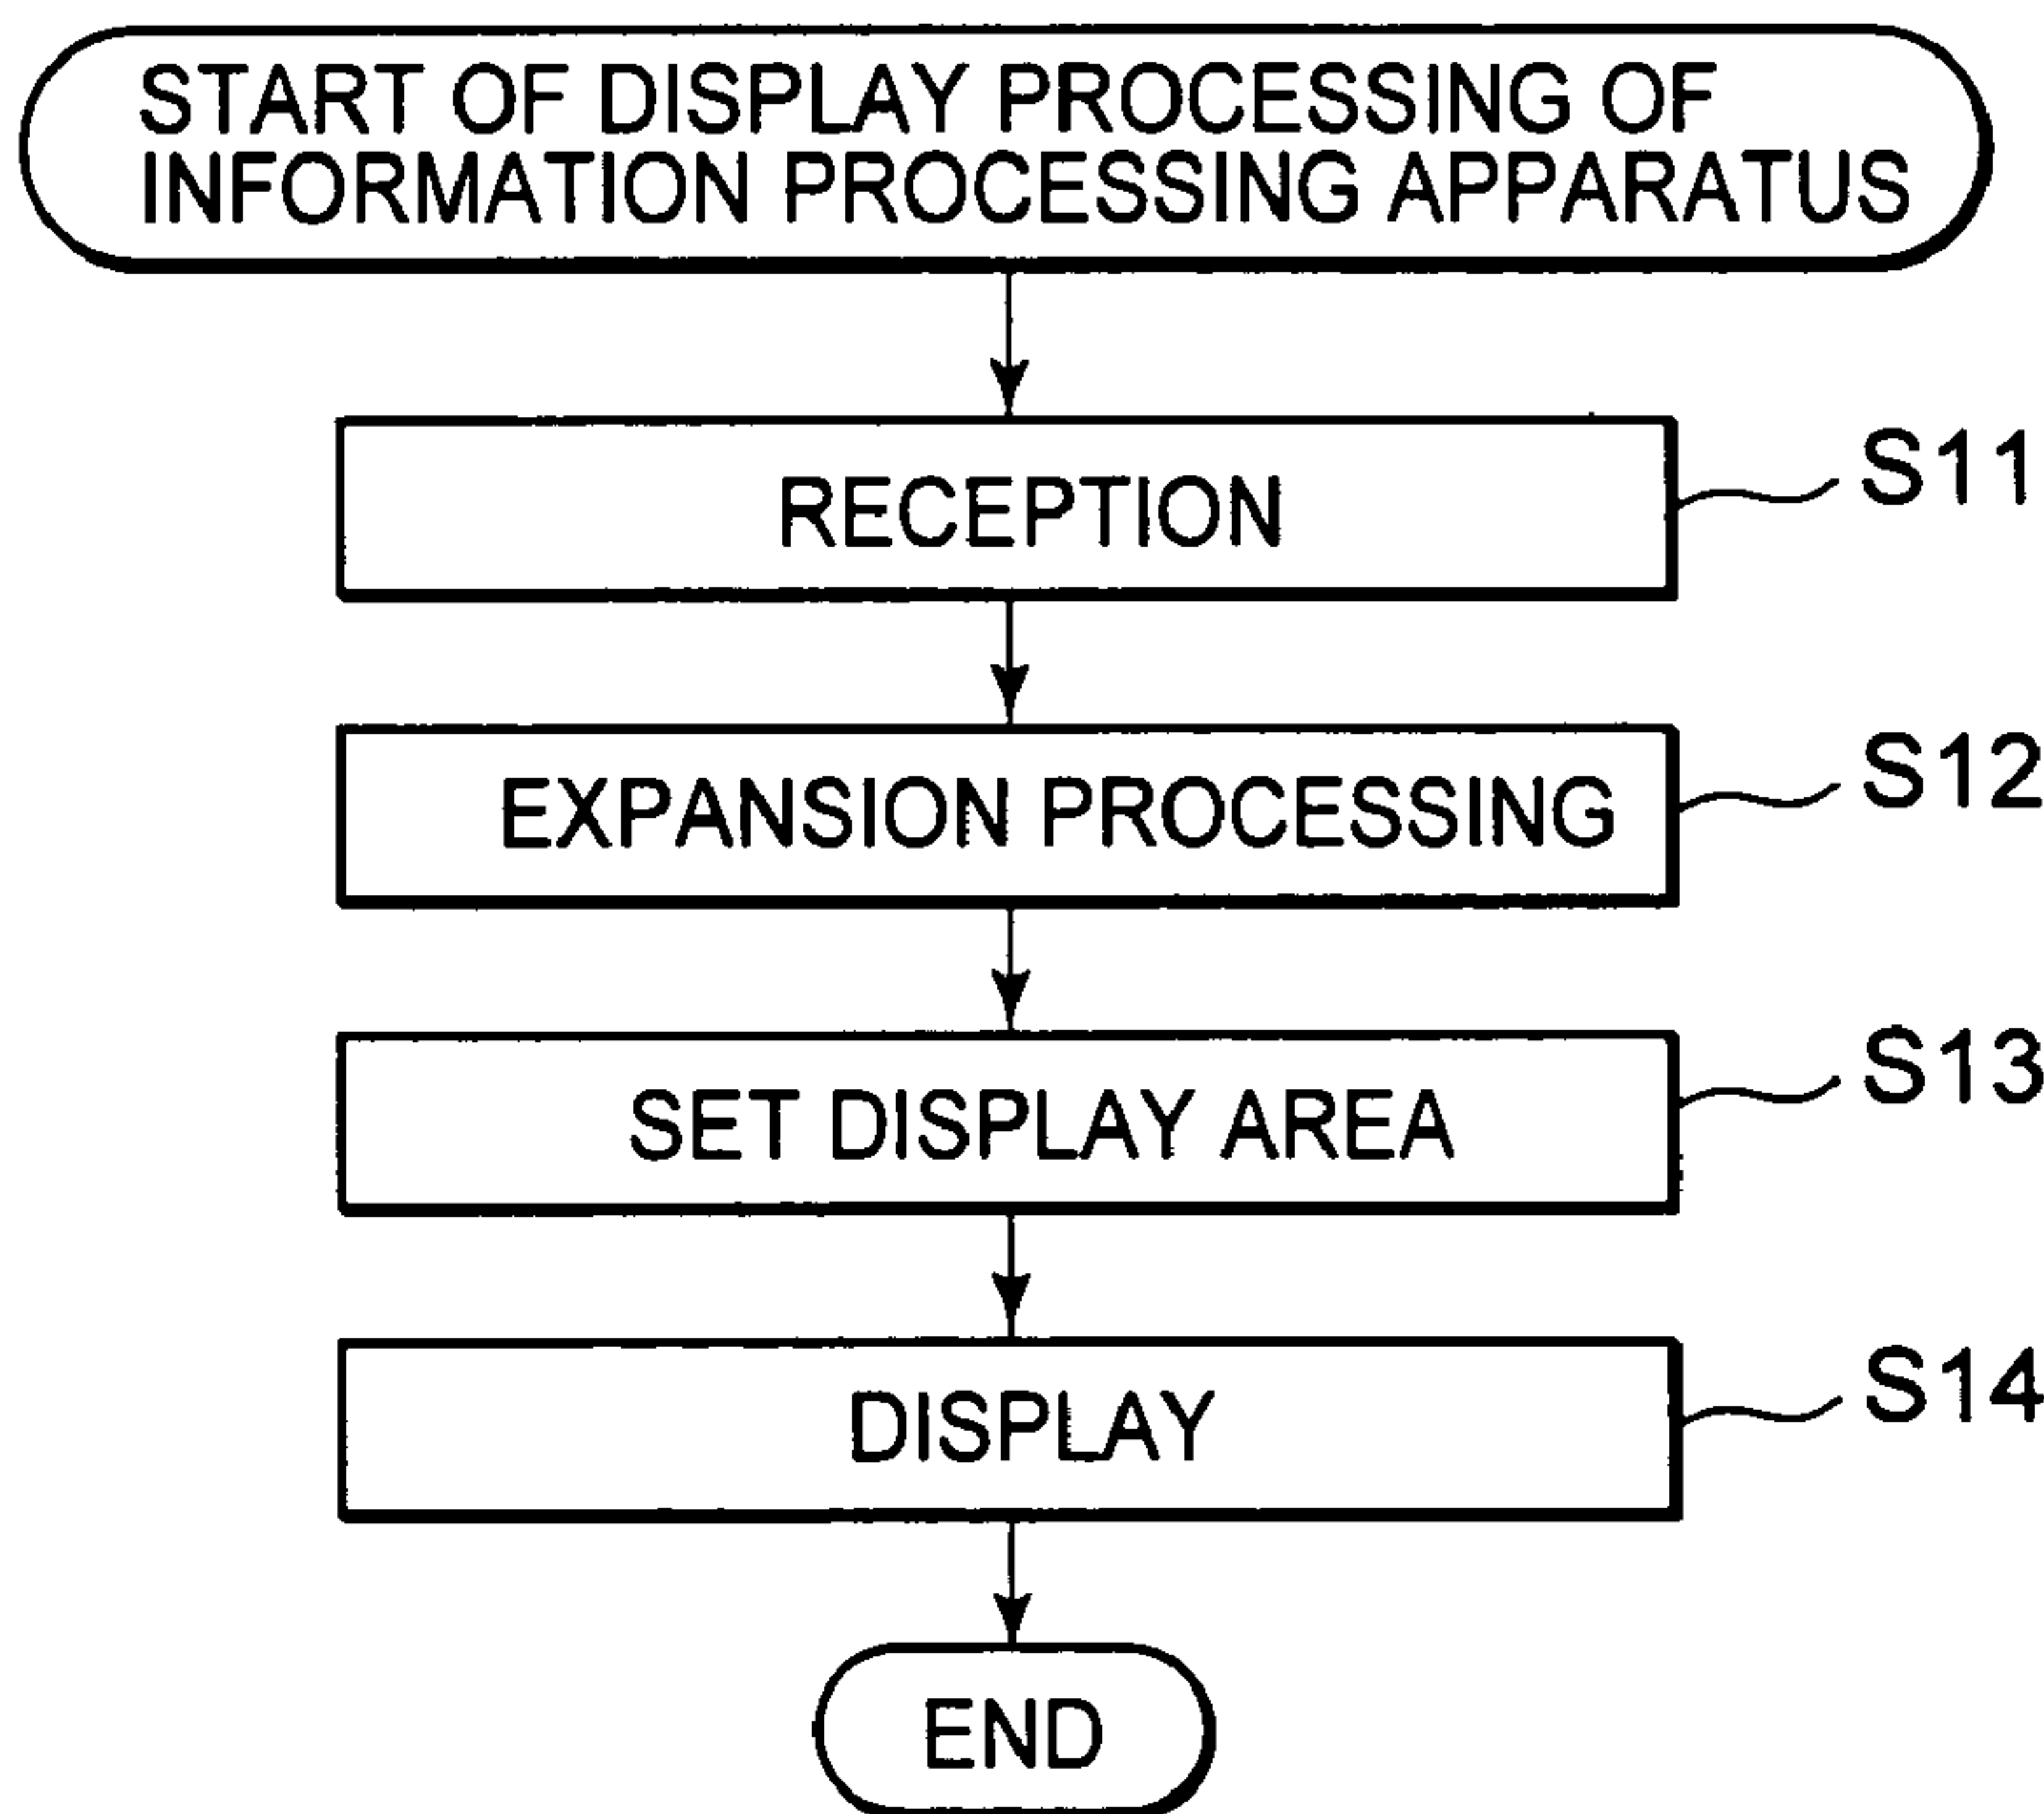 START OF DISPLAY PROCESSING OF
INFORMATION PROCESSING APPARATUS
RECEPTION
S11
EXPANSION PROCESSING
S12
SET DISPLAY AREA
S13
DISPLAY
S14
END